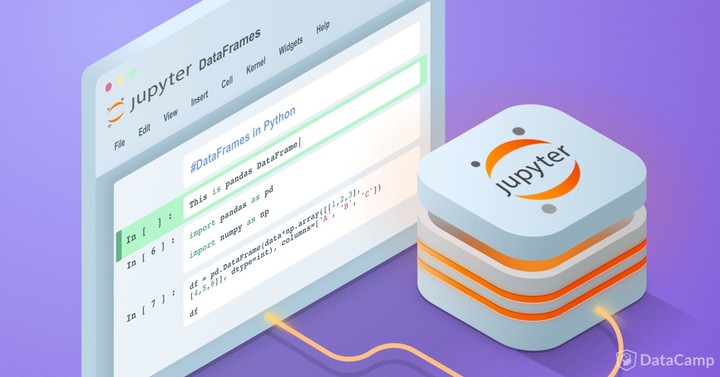 jupyter DataFrames
File Edit View Insert Cell Kernel Widgets Help
#DataFrames in Python
In [ ] : This is pandas DataFrame|
In [ 6 ] : import pandas as pd
import numpy as np
In [ 7 ] : df = pd.DataFrame(data*np.array([[1,2,3],
[4,5,6]], dtype=int), columns=['A', 'B', 'C'])
df
jupyter
DataCamp